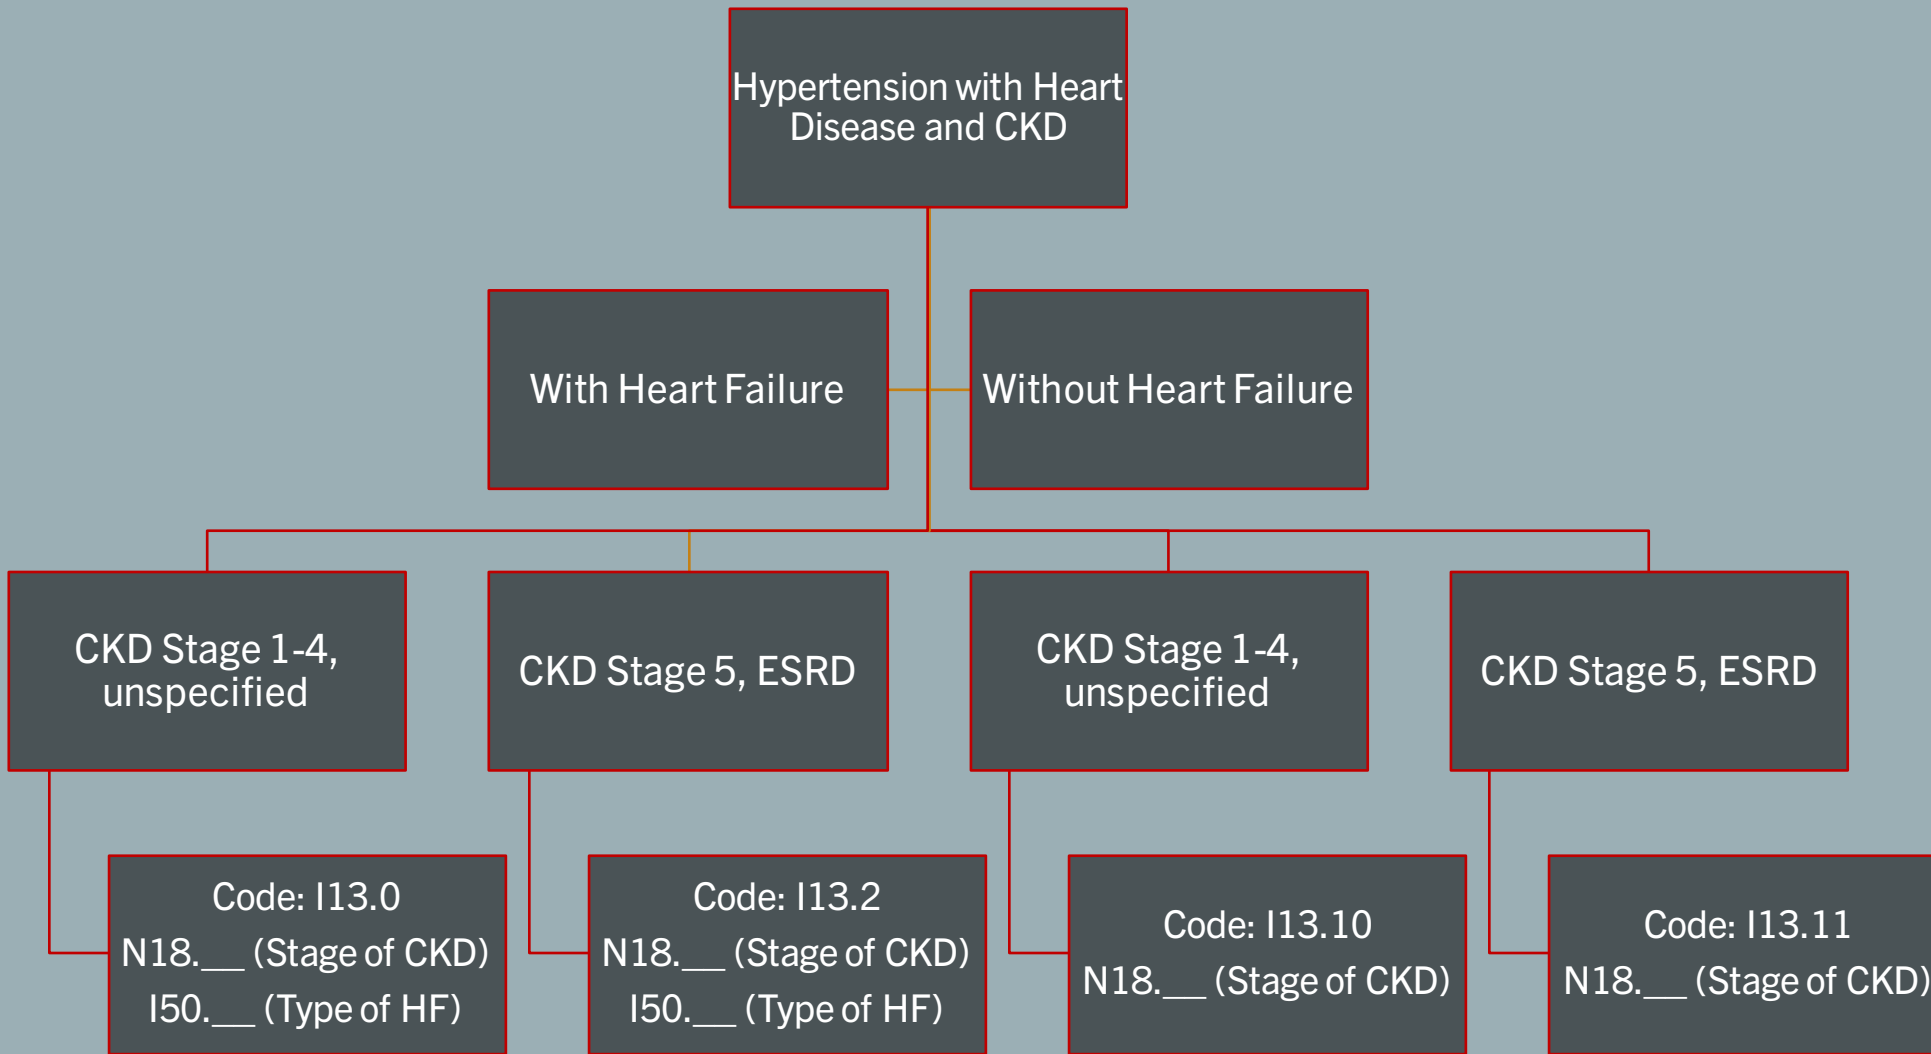 Hypertension with Heart
Disease and CKD
With Heart Failure
Without Heart Failure
CKD Stage 1-4,
unspecified
CKD Stage 5, ESRD
CKD Stage 1-4,
unspecified
CKD Stage 5, ESRD
Code: I13.0
N18.__ (Stage of CKD)
I50.__ (Type of HF)
Code: I13.2
N18.__ (Stage of CKD)
I50.__ (Type of HF)
Code: I13.10
N18.__ (Stage of CKD)
Code: I13.11
N18.__ (Stage of CKD)